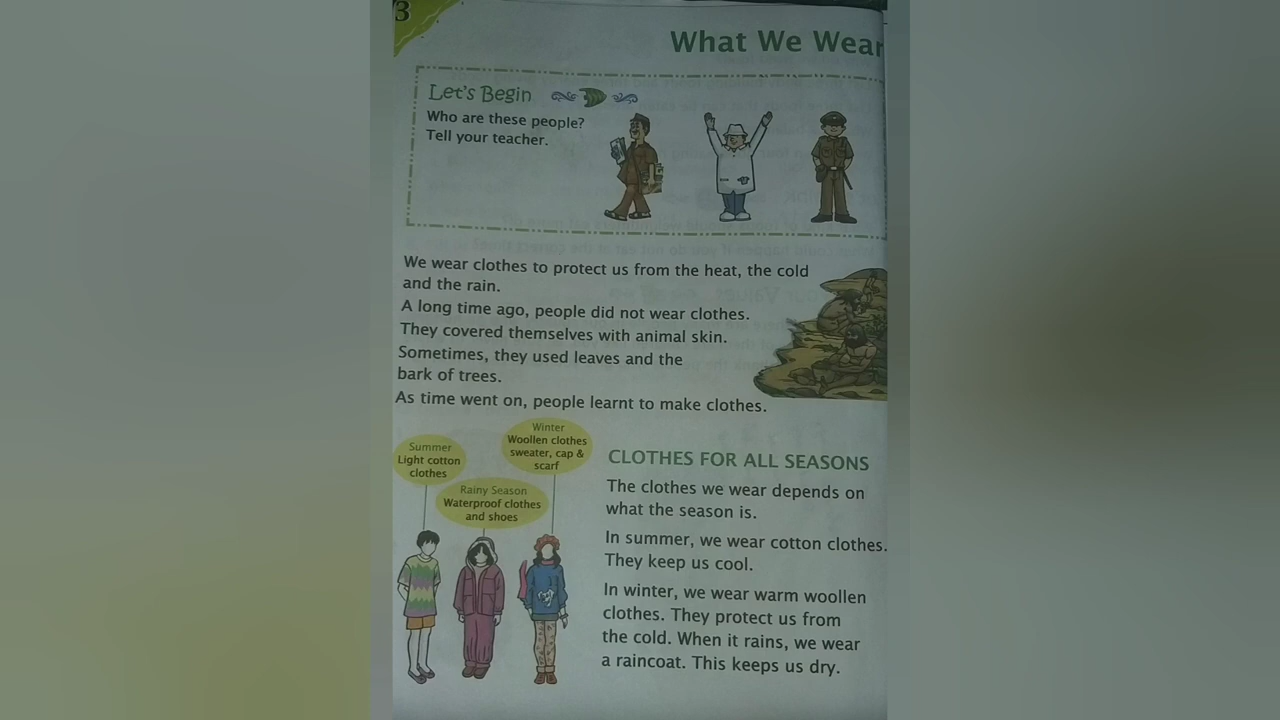 3
What We Wear
Let's Begin
Who are these people?
Tell your teacher.
We wear clothes to protect us from the heat, the cold
and the rain.
A long time ago, people did not wear clothes.
They covered themselves with animal skin.
Sometimes, they used leaves and the
bark of trees.
As time went on, people learnt to make clothes.
Summer
Light cotton
clothes
Rainy Season
Waterproof clothes
and shoes
Winter
Woollen clothes
sweater, cap &
scarf
CLOTHES FOR ALL SEASONS
The clothes we wear depends on
what the season is.
In summer, we wear cotton clothes.
They keep us cool.
In winter, we wear warm woollen
clothes. They protect us from
the cold. When it rains, we wear
a raincoat. This keeps us dry.